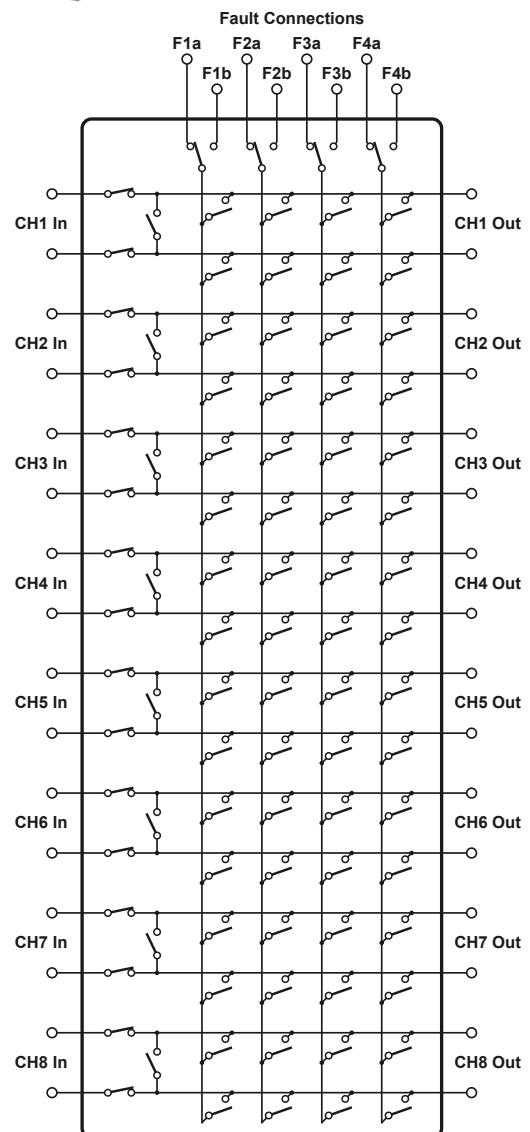 Fault Connections
F1a F2a F3a F4a
F1b F2b F3b F4b
CH1 In CH1 Out
CH2 In CH2 Out
CH3 In CH3 Out
CH4 In CH4 Out
CH5 In CH5 Out
CH6 In CH6 Out
CH7 In CH7 Out
CH8 In CH8 Out